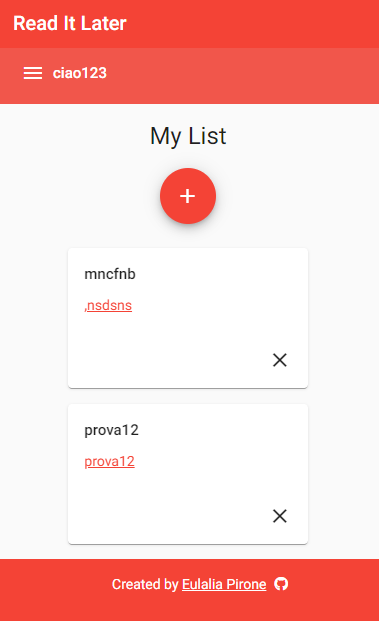 Read It Later
ciao123
My List
mncfnb
,nsdsns
prova12
prova12
Created by Eulalia Pirone